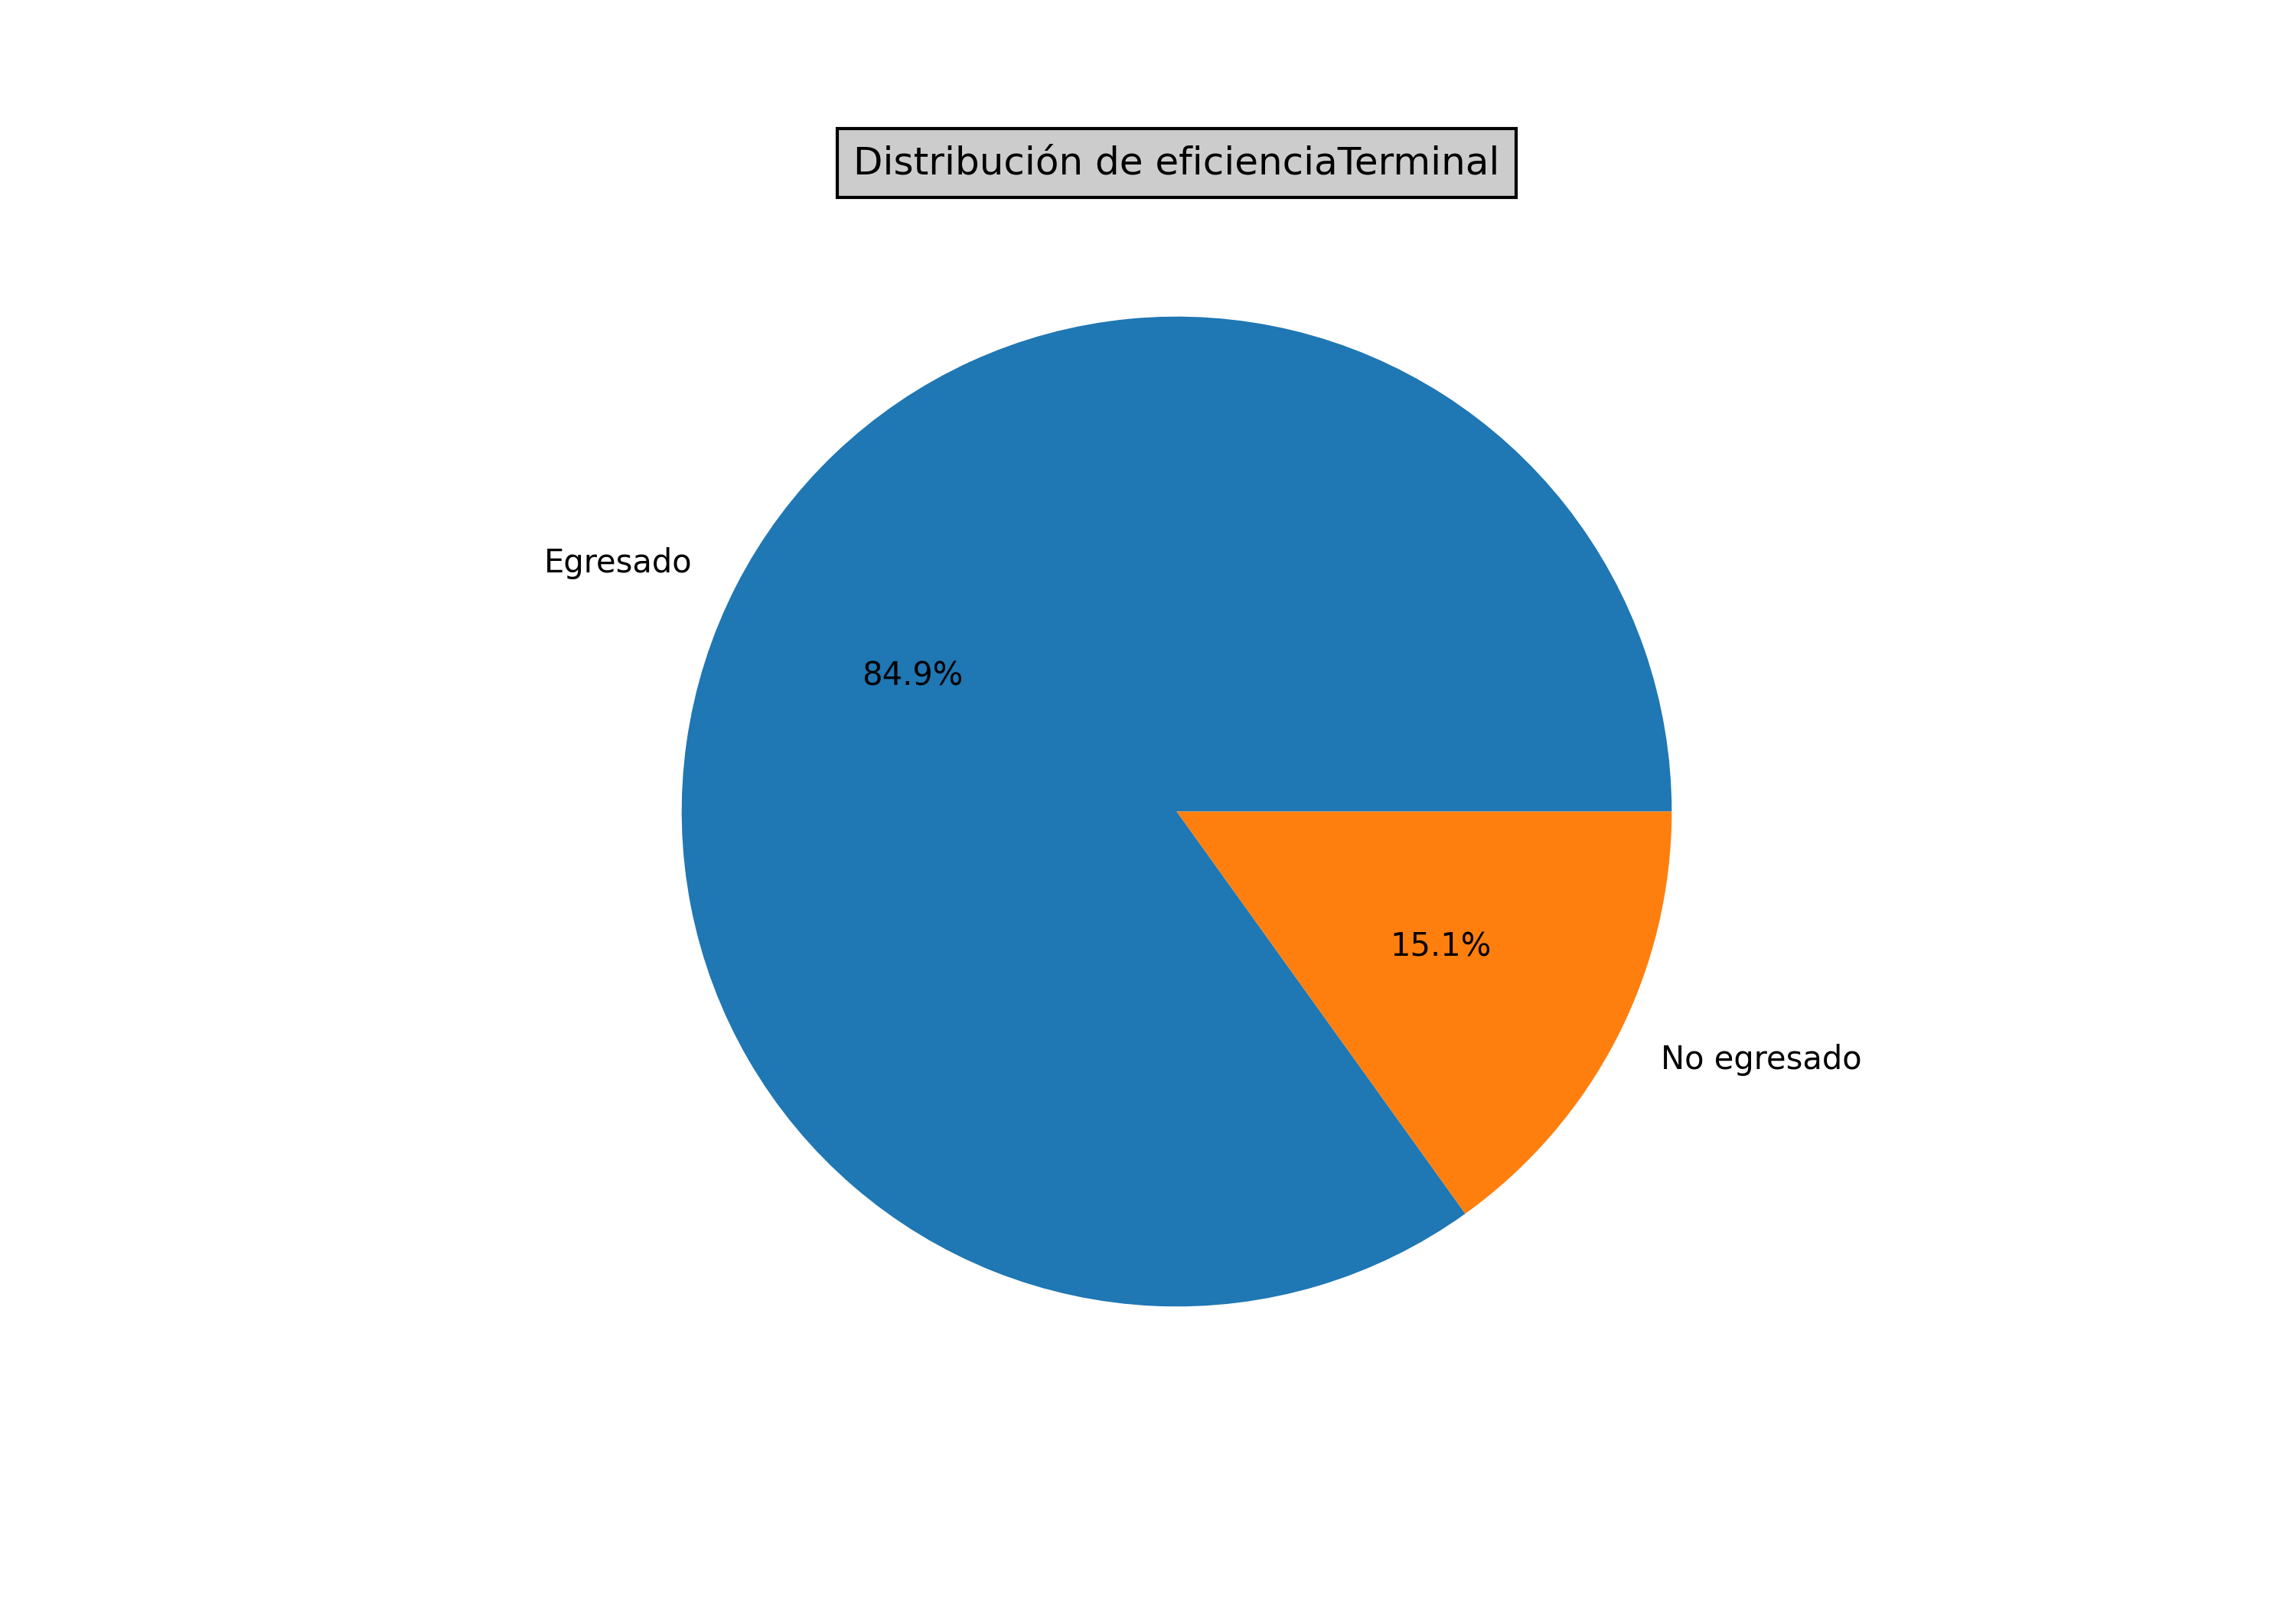 Distribución de eficienciaTerminal
Egresado
84.9%
15.1%
No egresado